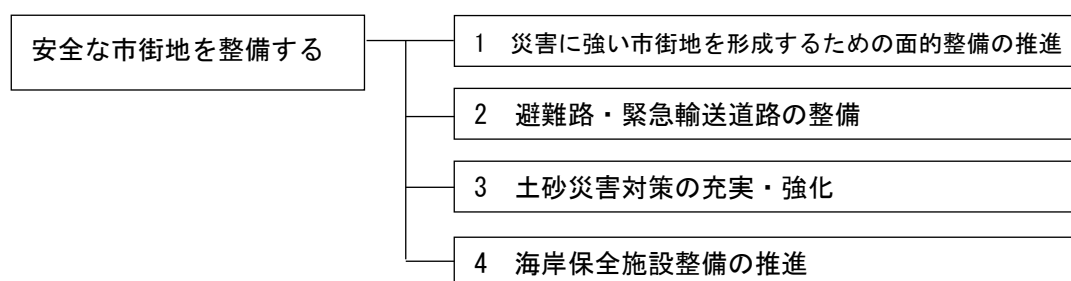 安全な市街地を整備する
1　災害に強い市街地を形成するための面的整備の推進
2　避難路・緊急輸送道路の整備
3　土砂災害対策の充実・強化
4　海岸保全施設整備の推進